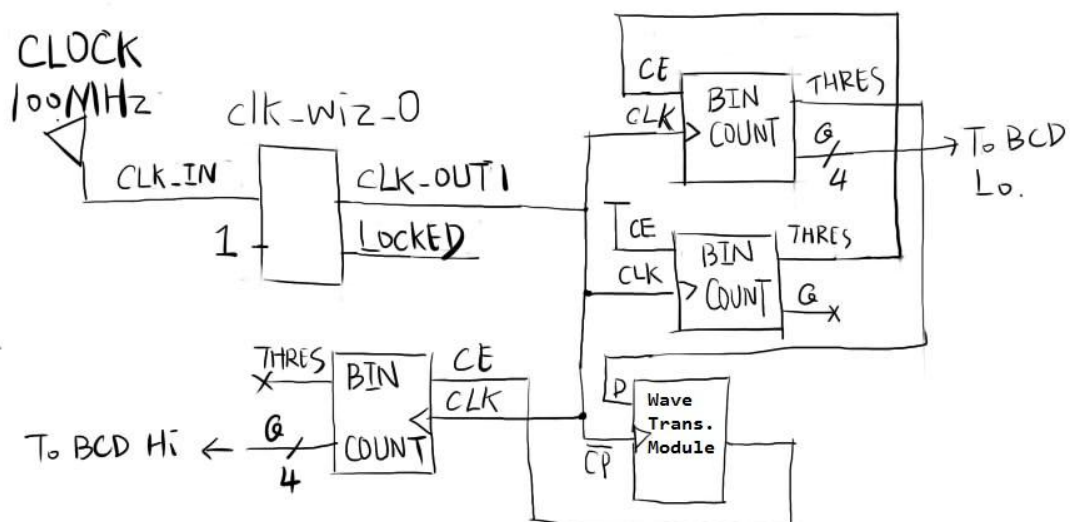 CLOCK
100MHz
clk_wiz_0
CLK_IN
CLK_OUT1
1
LOCKED
CE
CLK
BIN
COUNT
THRES
Q
4
To BCD
Lo.
CE
CLK
BIN
COUNT
THRES
Q
THRES
BIN
COUNT
CE
CLK
Q
4
To BCD Hi
D
Wave
Trans.
Module
CP